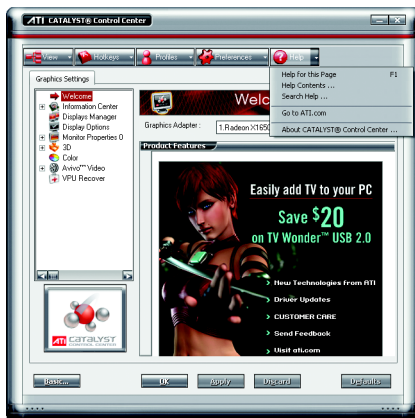 ATI CATALYST® Control Center
View
Hotkeys
Profiles
Preferences
Help
Help for this Page F1
Help Contents ...
Search Help ...
Go to ATI.com
About CATALYST® Control Center ...
Graphics Settings
Welcome
Information Center
Displays Manager
Display Options
Monitor Properties 0
3D
Color
Avivo™ Video
VPU Recover
ATI CATALYST
CONTROL CENTER
Welc
Graphics Adapter :
1.Radeon X1650
Product Features
Easily add TV to your PC
Save $20
on TV Wonder™ USB 2.0
New Technologies from ATI
Driver Updates
CUSTOMER CARE
Send Feedback
Visit ati.com
Basic...
OK
Apply
Discard
Defaults